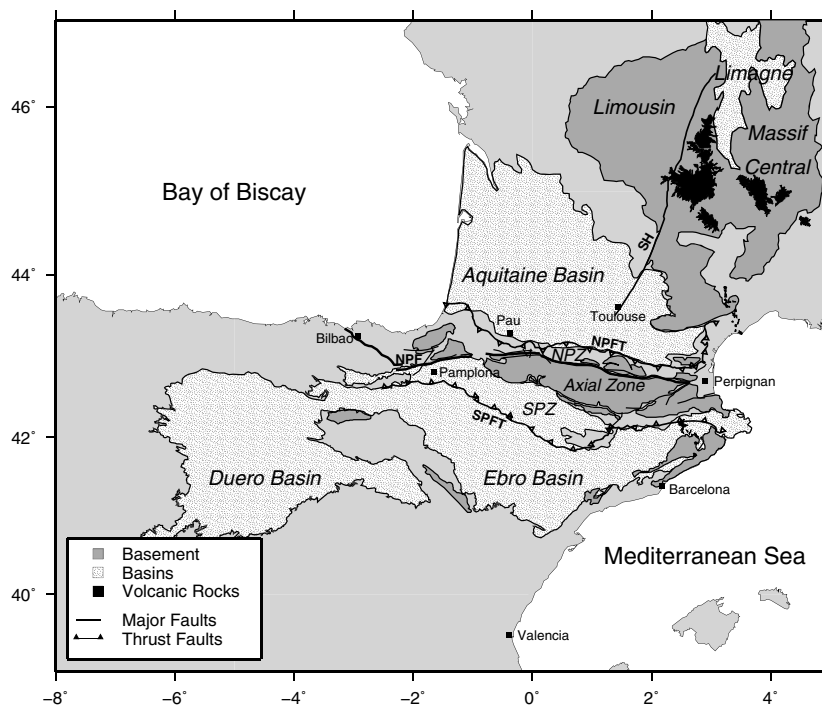 Limagne
46°
Limousin
Massif
Central
Bay of Biscay
SH
44°
Aquitaine Basin
Toulouse
Pau
Bilbao
NPFT
NPZ
NPF
Pamplona
Axial Zone
Perpignan
SPZ
SPFT
42°
Duero Basin
Ebro Basin
Barcelona
Mediterranean Sea
Basement
Basins
Volcanic Rocks
Major Faults
Thrust Faults
40°
Valencia
−8° −6° −4° −2° 0° 2° 4°